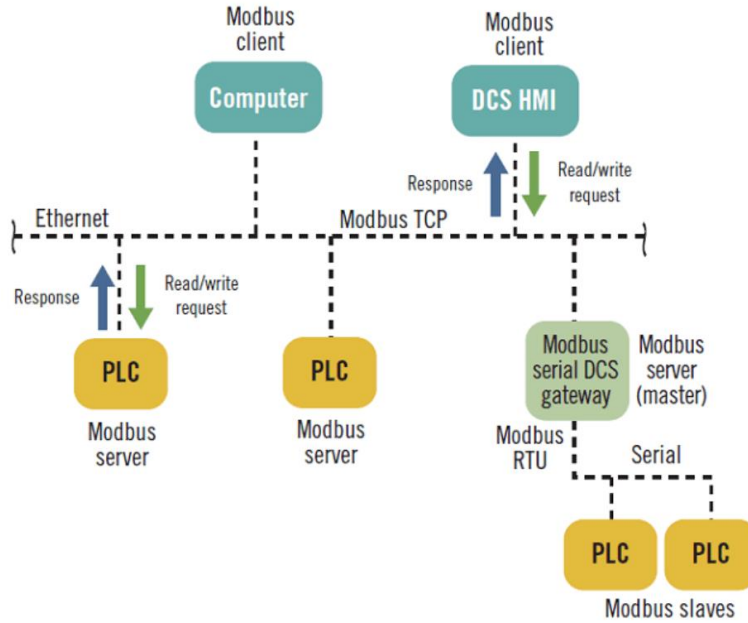 Modbus
client
Computer
Modbus
client
DCS HMI
Response
Read/write
request
Ethernet
Modbus TCP
Response
Read/write
request
PLC
Modbus
server
PLC
Modbus
server
Modbus
serial DCS
gateway
Modbus
server
(master)
Modbus
RTU
Serial
PLC
PLC
Modbus slaves